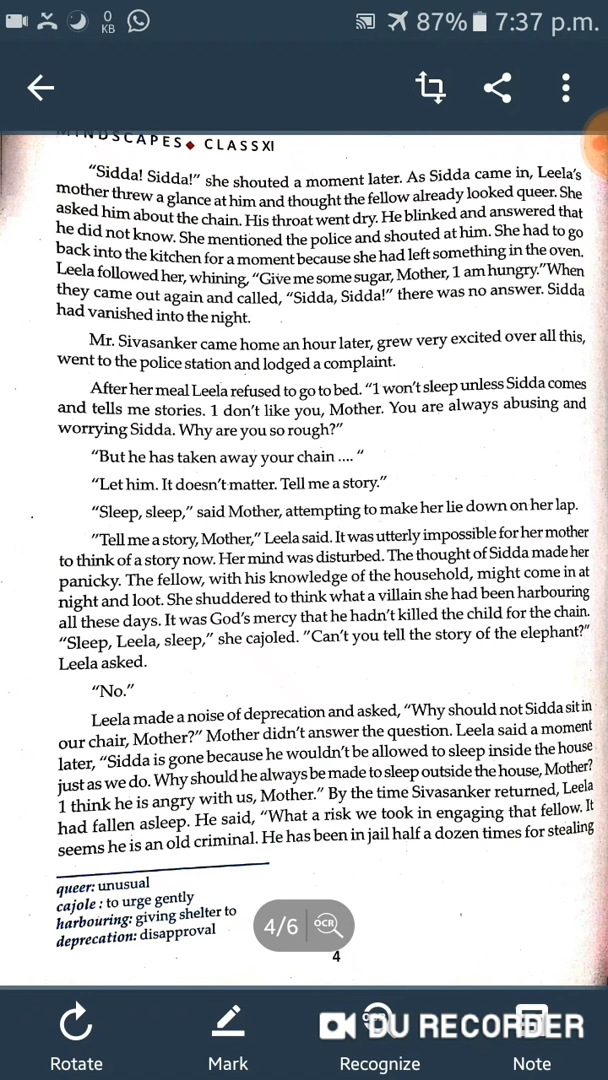 0
KB
87% 7:37 p.m.
MINDSCAPES CLASS XI
"Sidda! Sidda!" she shouted a moment later. As Sidda came in, Leela's
mother threw a glance at him and thought the fellow already looked queer. She
asked him about the chain. His throat went dry. He blinked and answered that
he did not know. She mentioned the police and shouted at him. She had to go
back into the kitchen for a moment because she had left something in the oven.
Leela followed her, whining, "Give me some sugar, Mother, 1 am hungry."When
they came out again and called, "Sidda, Sidda!" there was no answer. Sidda
had vanished into the night.
Mr. Sivasanker came home an hour later, grew very excited over all this,
went to the police station and lodged a complaint.
After her meal Leela refused to go to bed. "1 won't sleep unless Sidda comes
and tells me stories. 1 don't like you, Mother. You are always abusing and
worrying Sidda. Why are you so rough?"
"But he has taken away your chain .... "
"Let him. It doesn't matter. Tell me a story."
"Sleep, sleep," said Mother, attempting to make her lie down on her lap.
"Tell me a story, Mother," Leela said. It was utterly impossible for her mother
to think of a story now. Her mind was disturbed. The thought of Sidda made her
panicky. The fellow, with his knowledge of the household, might come in at
night and loot. She shuddered to think what a villain she had been harbouring
all these days. It was God's mercy that he hadn't killed the child for the chain.
"Sleep, Leela, sleep," she cajoled. "Can't you tell the story of the elephant?"
Leela asked.
"No."
Leela made a noise of deprecation and asked, "Why should not Sidda sit in
our chair, Mother?" Mother didn't answer the question. Leela said a moment
later, "Sidda is gone because he wouldn't be allowed to sleep inside the house
just as we do. Why should he always be made to sleep outside the house, Mother?
1 think he is angry with us, Mother." By the time Sivasanker returned, Leela
had fallen asleep. He said, "What a risk we took in engaging that fellow. It
seems he is an old criminal. He has been in jail half a dozen times for stealing
queer: unusual
cajole : to urge gently
harbouring: giving shelter to
deprecation: disapproval
4/6 OCR
4
DU RECORDER
Rotate Mark Recognize Note